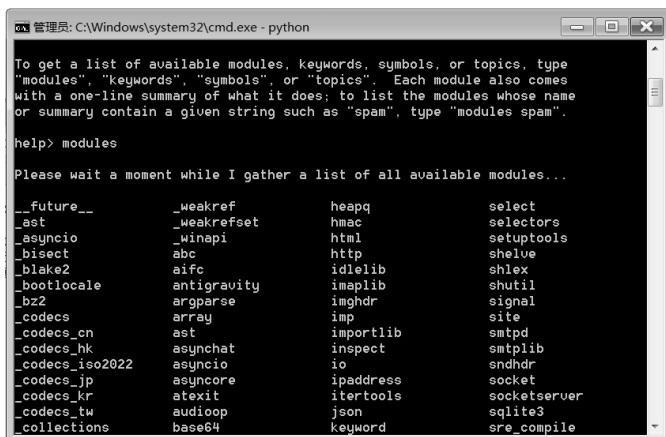 管理员: C:\Windows\system32\cmd.exe - python
To get a list of available modules, keywords, symbols, or topics, type
"modules", "keywords", "symbols", or "topics".  Each module also comes
with a one-line summary of what it does; to list the modules whose name
or summary contain a given string such as "spam", type "modules spam".
help> modules
Please wait a moment while I gather a list of all available modules...
__future__ _weakref heapq select
_ast _weakrefset hmac selectors
_asyncio _winapi html setuptools
_bisect abc http shelve
_blake2 aifc idlelib shlex
_bootlocale antigravity imaplib shutil
_bz2 argparse imghdr signal
_codecs array imp site
_codecs_cn ast importlib smtpd
_codecs_hk asynchat inspect smtplib
_codecs_iso2022 asyncio io sndhdr
_codecs_jp asyncore ipaddress socket
_codecs_kr atexit itertools socketserver
_codecs_tw audioop json sqlite3
_collections base64 keyword sre_compile